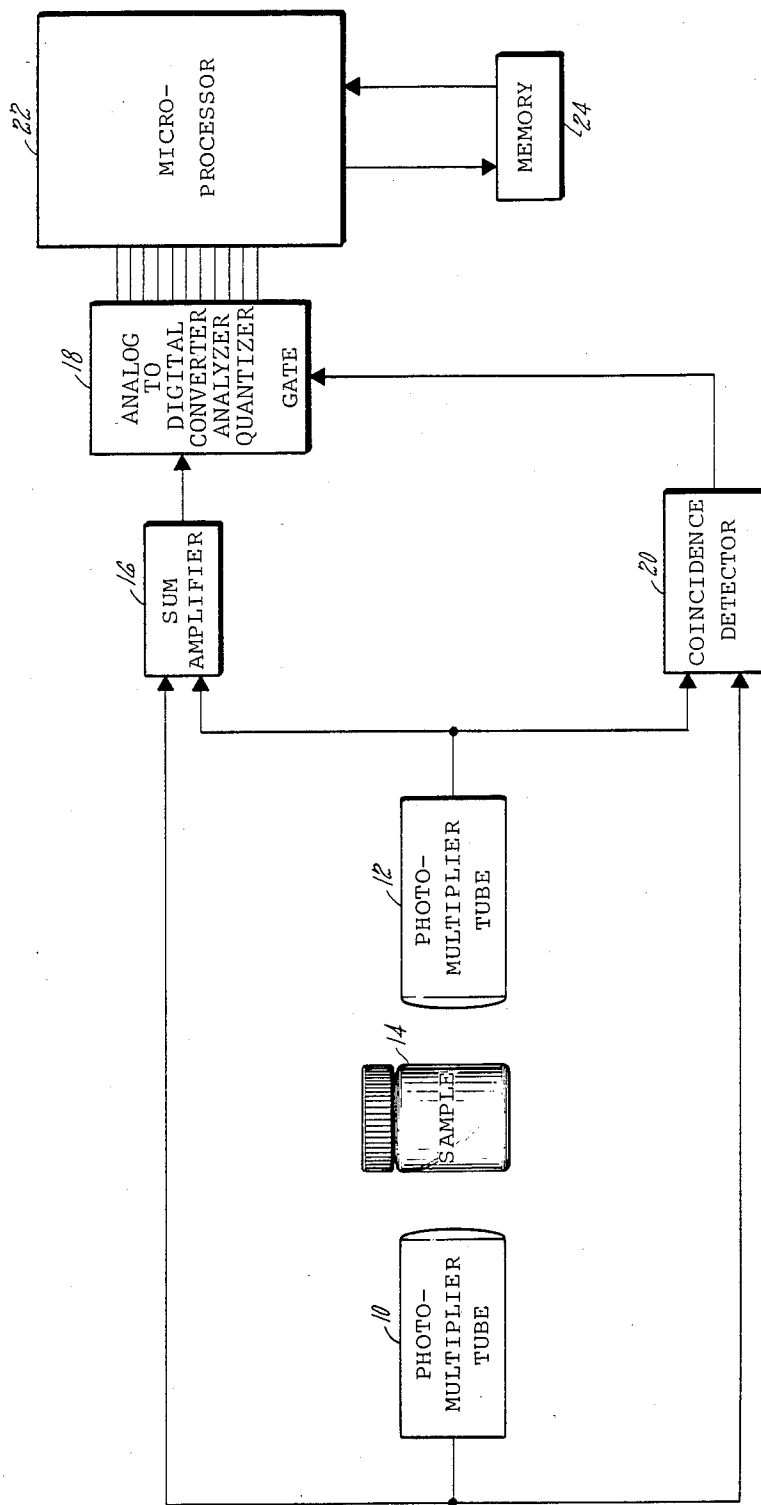 10
PHOTO-
MULTIPLIER
TUBE
14
SAMPLE
12
PHOTO-
MULTIPLIER
TUBE
16
SUM
AMPLIFIER
20
COINCIDENCE
DETECTOR
18
ANALOG
TO
DIGITAL
CONVERTER
ANALYZER
QUANTIZER
GATE
22
MICRO-
PROCESSOR
MEMORY
24